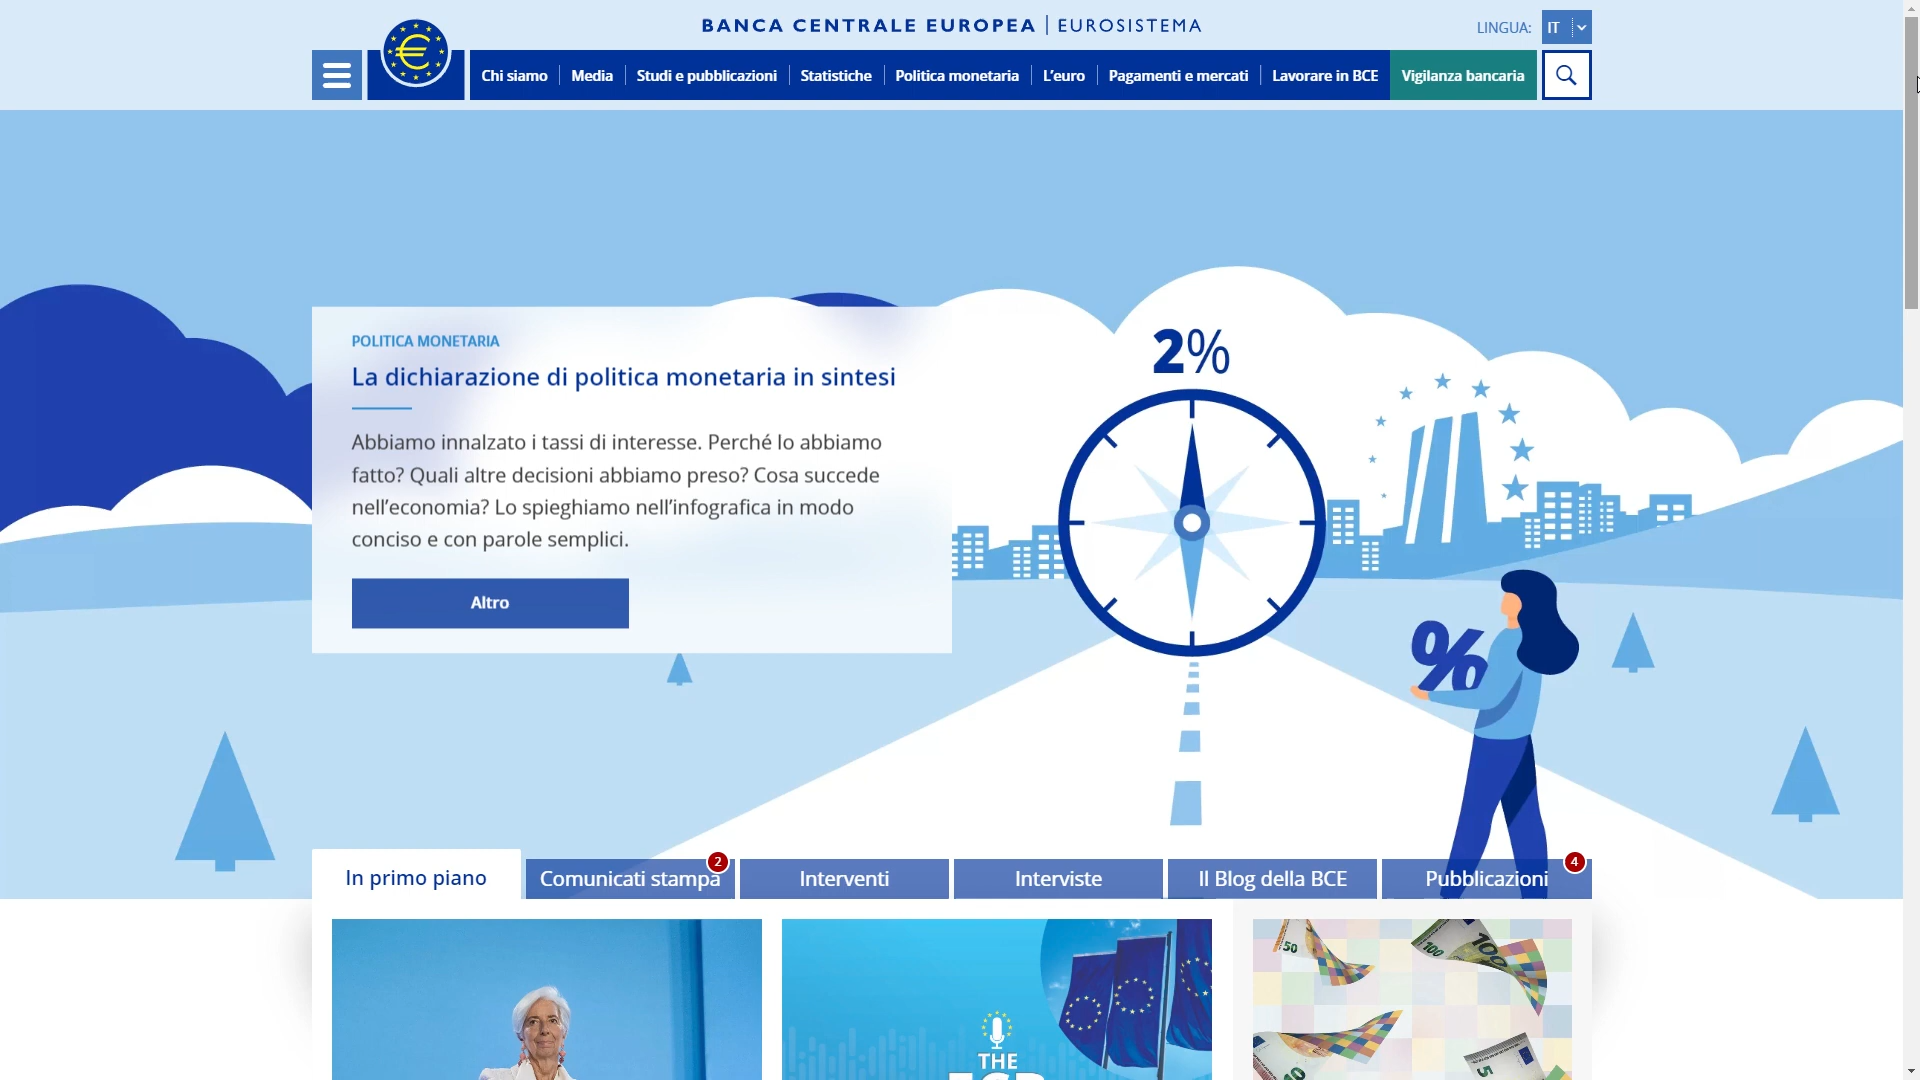 BANCA CENTRALE EUROPEA | EUROSISTEMA
LINGUA: IT
Chi siamo
Media
Studi e pubblicazioni
Statistiche
Politica monetaria
L'euro
Pagamenti e mercati
Lavorare in BCE
Vigilanza bancaria
POLITICA MONETARIA
La dichiarazione di politica monetaria in sintesi
Abbiamo innalzato i tassi di interesse. Perché lo abbiamo
fatto? Quali altre decisioni abbiamo preso? Cosa succede
nell’economia? Lo spieghiamo nell’infografica in modo
conciso e con parole semplici.
Altro
2%
%
In primo piano
Comunicati stampa
2
Interventi
Interviste
Il Blog della BCE
Pubblicazioni
4
THE
50
100
100
5